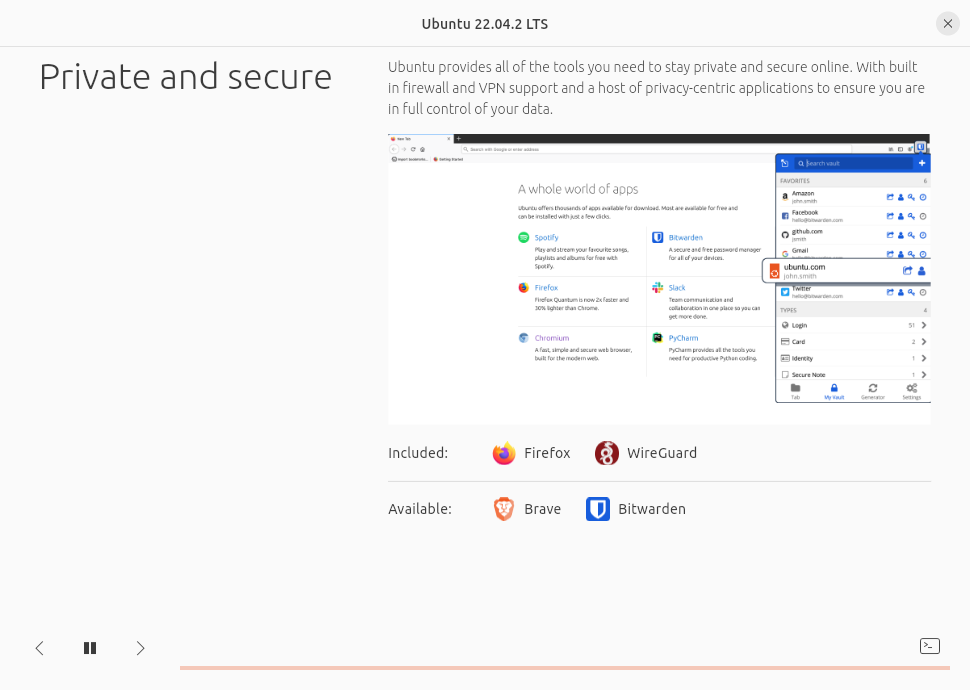 Ubuntu 22.04.2 LTS
Private and secure
Ubuntu provides all of the tools you need to stay private and secure online. With built
in firewall and VPN support and a host of privacy-centric applications to ensure you are
in full control of your data.
New Tab
Search with Google or enter address
Import bookmarks...
Getting Started
A whole world of apps
Ubuntu offers thousands of apps available for download. Most are available for free and
can be installed with just a few clicks.
Spotify
Play and stream your favourite songs,
playlists and albums for free with
Spotify.
Bitwarden
A secure and free password manager
for all of your devices.
Firefox
FireFox Quantum is now 2x faster and
30% lighter than Chrome.
Slack
Team communication and
collaboration in one place so you can
get more done.
Chromium
A fast, simple and secure web browser,
built for the modern web.
PyCharm
PyCharm provides all the tools you
need for productive Python coding.
Search vault
FAVORITES 6
Amazon
john.smith
Facebook
hello@bitwarden.com
github.com
jsmith
Gmail
ubuntu.com
john.smith
Twitter
hello@bitwarden.com
TYPES 4
Login 51
Card 2
Identity 1
Secure Note 1
Tab My Vault Generator Settings
Included: Firefox WireGuard
Available: Brave Bitwarden